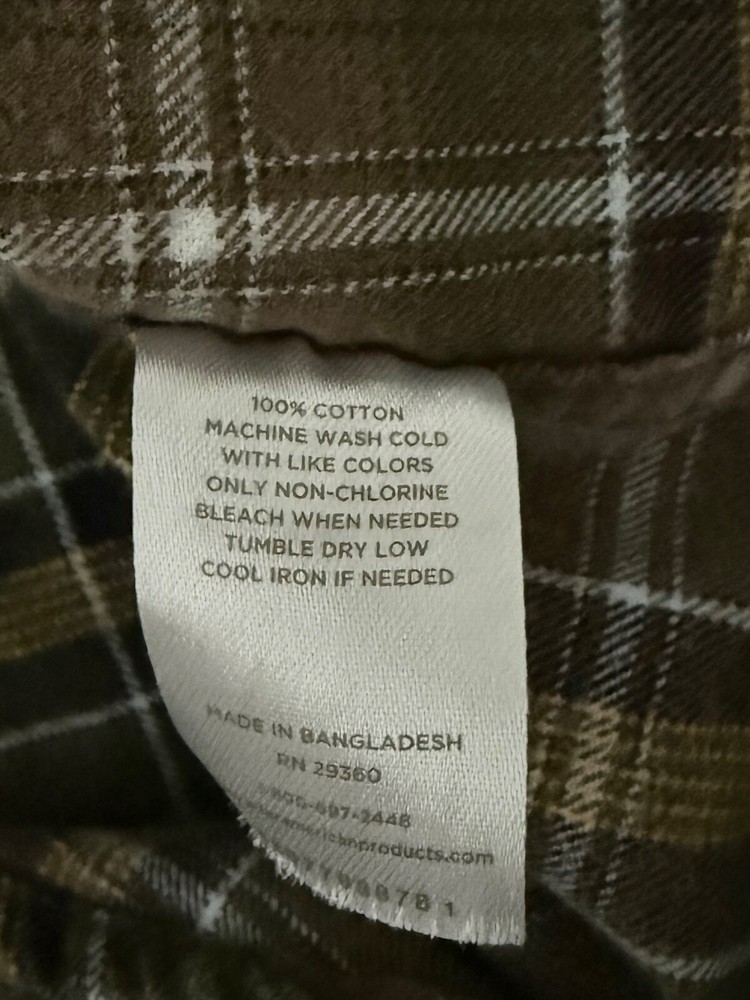 100% COTTON
MACHINE WASH COLD
WITH LIKE COLORS
ONLY NON-CHLORINE
BLEACH WHEN NEEDED
TUMBLE DRY LOW
COOL IRON IF NEEDED
MADE IN BANGLADESH
RN 29360